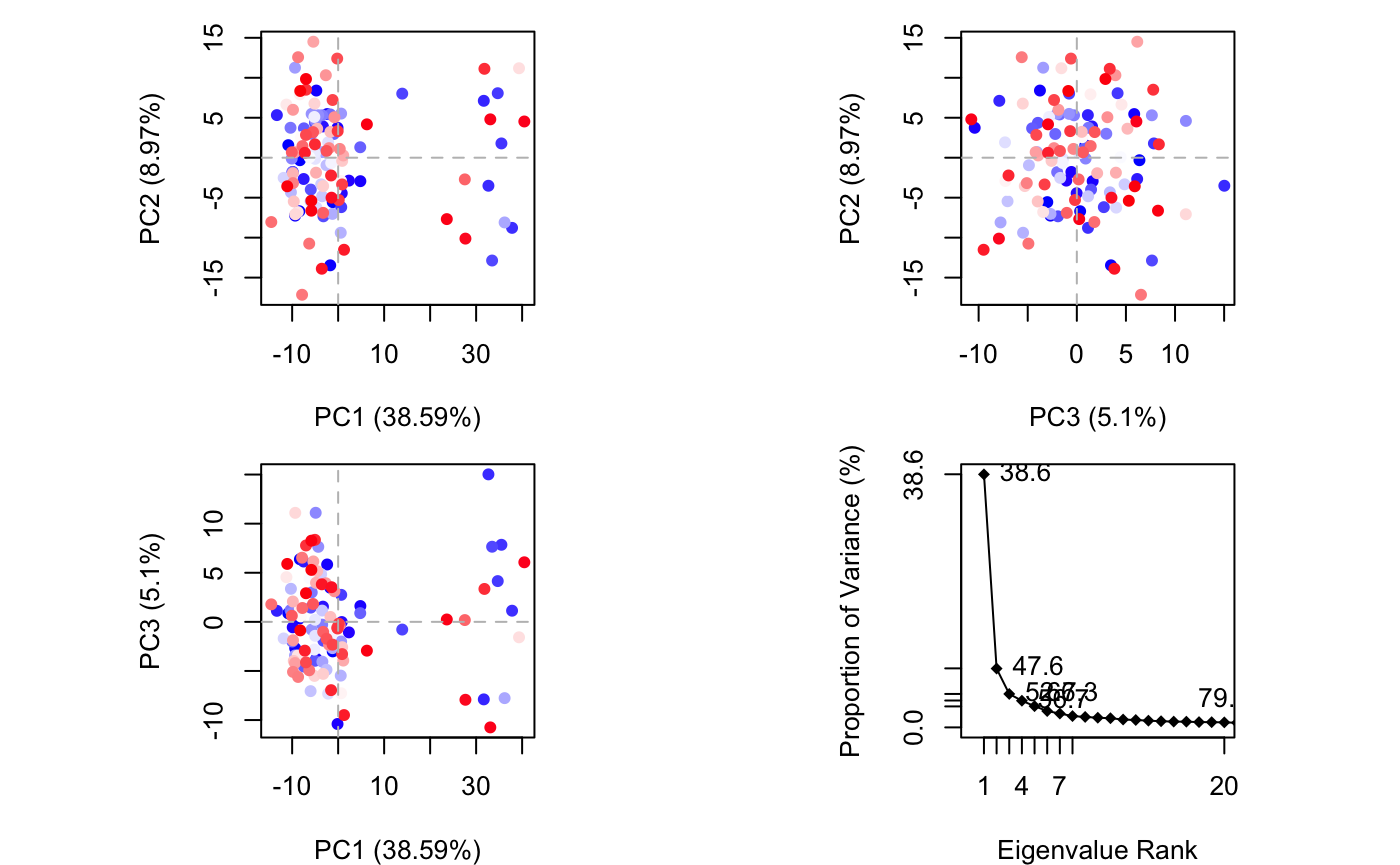 15
5
-5
-15
PC2 (8.97%)
-10 10 30
PC1 (38.59%)
15
5
-5
-15
PC2 (8.97%)
-10 0 5 10
PC3 (5.1%)
10
5
0
-10
PC3 (5.1%)
-10 10 30
PC1 (38.59%)
38.6
0.0
Proportion of Variance (%)
38.6
47.6
56.7
79.
1 4 7 20
Eigenvalue Rank